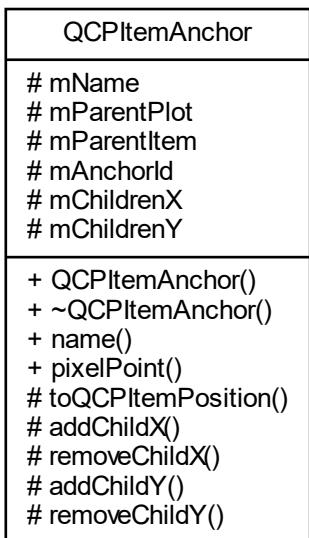 QCPItemAnchor
# mName
# mParentPlot
# mParentItem
# mAnchorId
# mChildrenX
# mChildrenY
+ QCPItemAnchor()
+ ~QCPItemAnchor()
+ name()
+ pixelPoint()
# toQCPItemPosition()
# addChildX()
# removeChildX()
# addChildY()
# removeChildY()